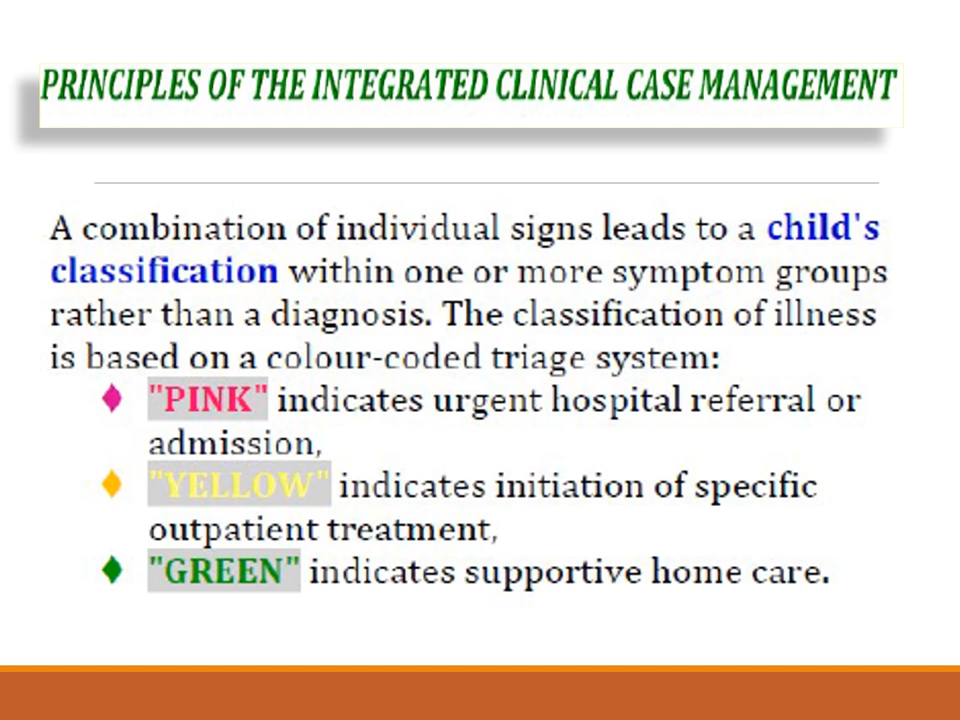 PRINCIPLES OF THE INTEGRATED CLINICAL CASE MANAGEMENT
A combination of individual signs leads to a child's
classification within one or more symptom groups
rather than a diagnosis. The classification of illness
is based on a colour-coded triage system:
"PINK" indicates urgent hospital referral or
admission,
"YELLOW" indicates initiation of specific
outpatient treatment,
"GREEN" indicates supportive home care.